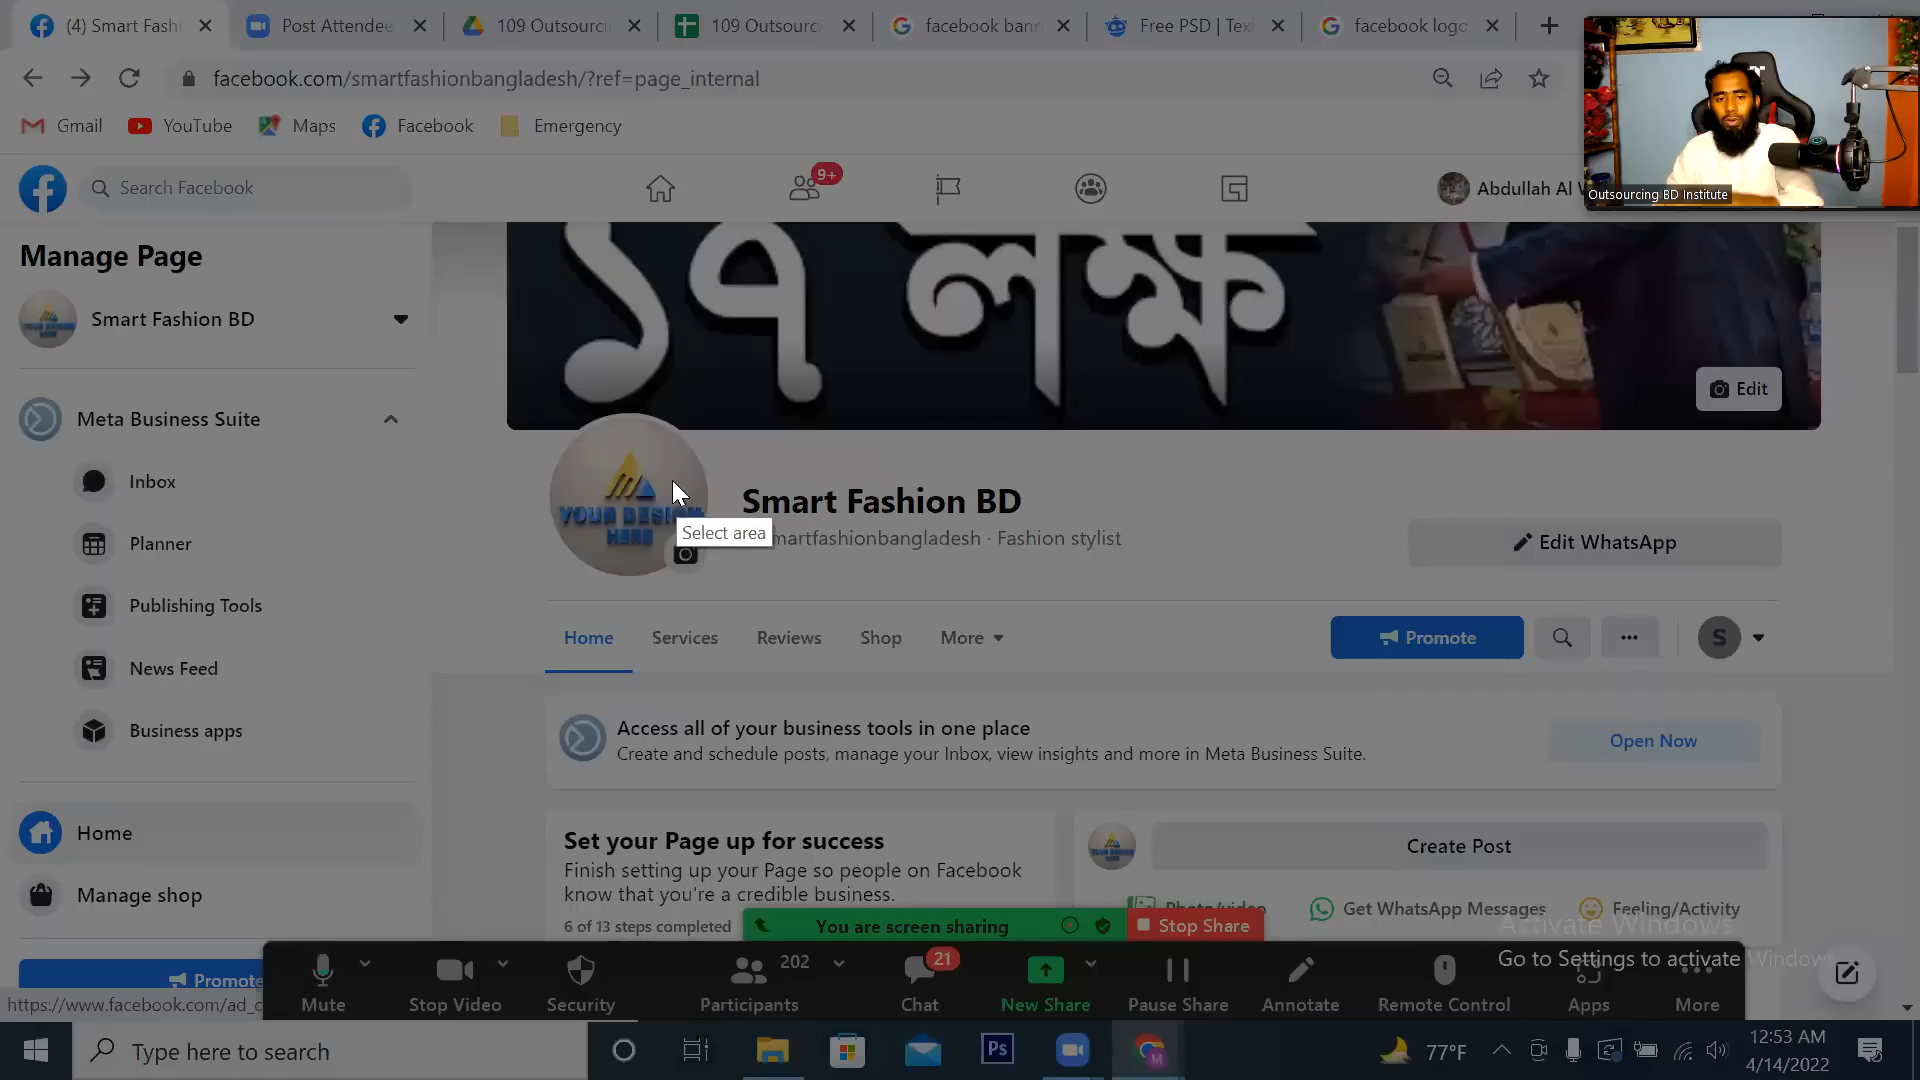 (4) Smart Fashi
Post Attendee
109 Outsourci
109 Outsourc
facebook bann
Free PSD | Tex
facebook logo
facebook.com/smartfashionbangladesh/?ref=page_internal
Gmail
YouTube
Maps
Facebook
Emergency
Outsourcing BD Institute
Search Facebook
9+
Abdullah Al
Manage Page
Smart Fashion BD
১৭ লক্ষ
Edit
Meta Business Suite
Inbox
Planner
Publishing Tools
News Feed
Business apps
YOUR DESIGN
HERE
Select area
Smart Fashion BD
martfashionbangladesh · Fashion stylist
Edit WhatsApp
Home
Services
Reviews
Shop
More
Promote
S
Access all of your business tools in one place
Create and schedule posts, manage your Inbox, view insights and more in Meta Business Suite.
Open Now
Home
Manage shop
Promote
Set your Page up for success
Finish setting up your Page so people on Facebook
know that you're a credible business.
6 of 13 steps completed
Create Post
Photo/video
Get WhatsApp Messages
Feeling/Activity
You are screen sharing
Stop Share
Activate Windows
Go to Settings to activate Windows.
https://www.facebook.com/ad_c
Mute
Stop Video
Security
202
Participants
21
Chat
New Share
Pause Share
Annotate
Remote Control
Apps
More
Type here to search
Ps
M
77°F
12:53 AM
4/14/2022